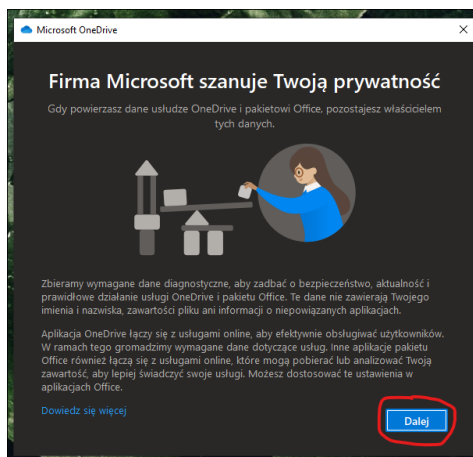 Microsoft OneDrive
Firma Microsoft szanuje Twoją prywatność
Gdy powierzasz dane usłudze OneDrive i pakietowi Office, pozostajesz właścicielem
tych danych.
Zbieramy wymagane dane diagnostyczne, aby zadbać o bezpieczeństwo, aktualność i
prawidłowe działanie usługi OneDrive i pakietu Office. Te dane nie zawierają Twojego
imienia i nazwiska, zawartości pliku ani informacji o niepowiązanych aplikacjach.
Aplikacja OneDrive łączy się z usługami online, aby efektywnie obsługiwać użytkowników.
W ramach tego gromadzimy wymagane dane dotyczące usług. Inne aplikacje pakietu
Office również łączą się z usługami online, które mogą pobierać lub analizować Twoją
zawartość, aby lepiej świadczyć swoje usługi. Możesz dostosować te ustawienia w
aplikacjach Office.
Dowiedz się więcej
Dalej